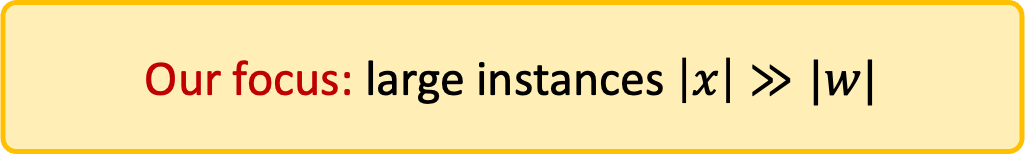 Our focus: large instances |𝑥| ≫ |𝑤|